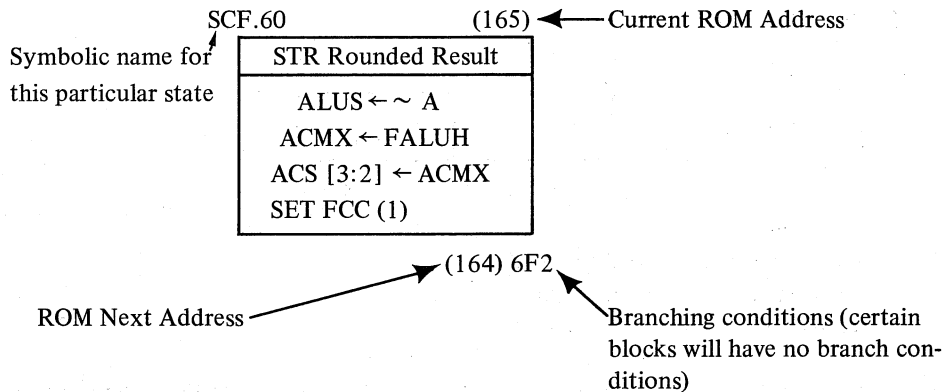 SCF.60
(165)
Current ROM Address
Symbolic name for
this particular state
STR Rounded Result
ALUS ← ~ A
ACMX ← FALUH
ACS [3:2] ← ACMX
SET FCC (1)
(164) 6F2
ROM Next Address
Branching conditions (certain
blocks will have no branch con-
ditions)